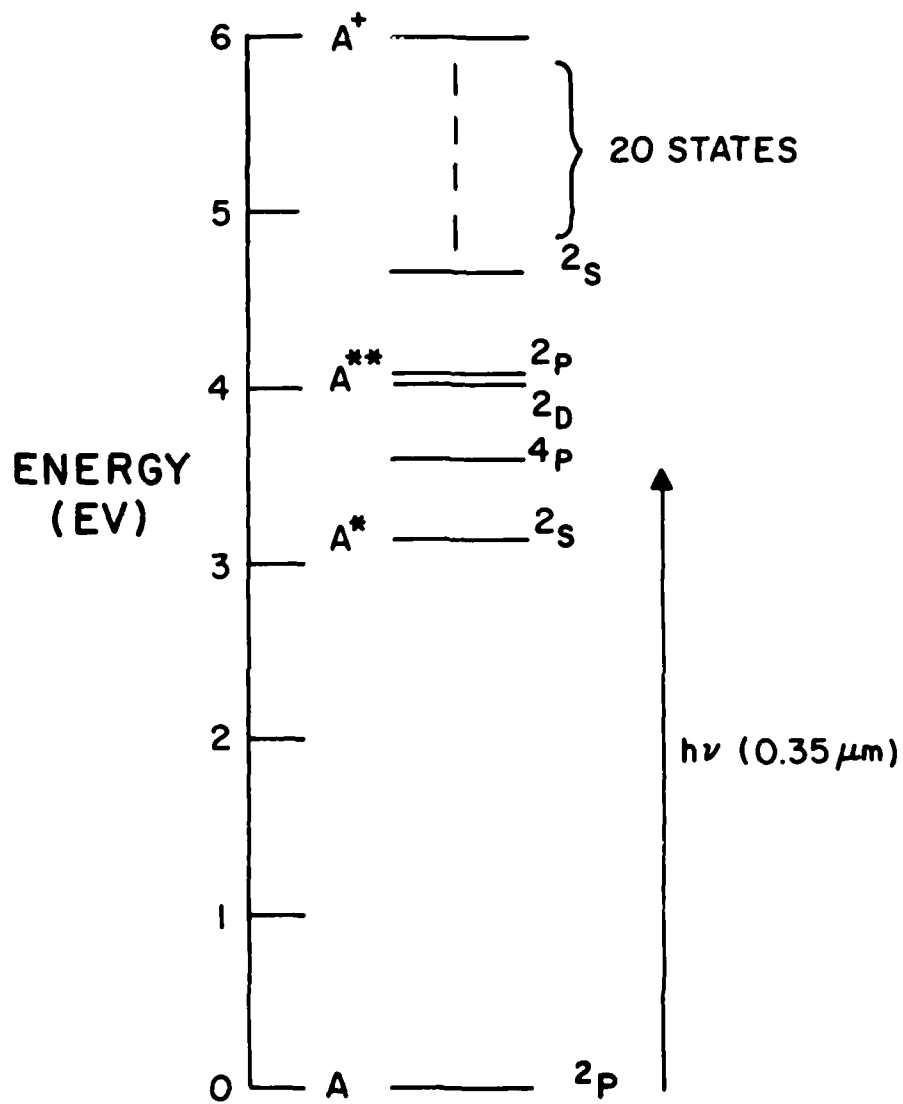 6 A⁺
20 STATES
5
²S
A** ²P
4
²D
⁴P
ENERGY
(EV)
A* ²S
3
2
hν (0.35 μm)
1
0 A ²P